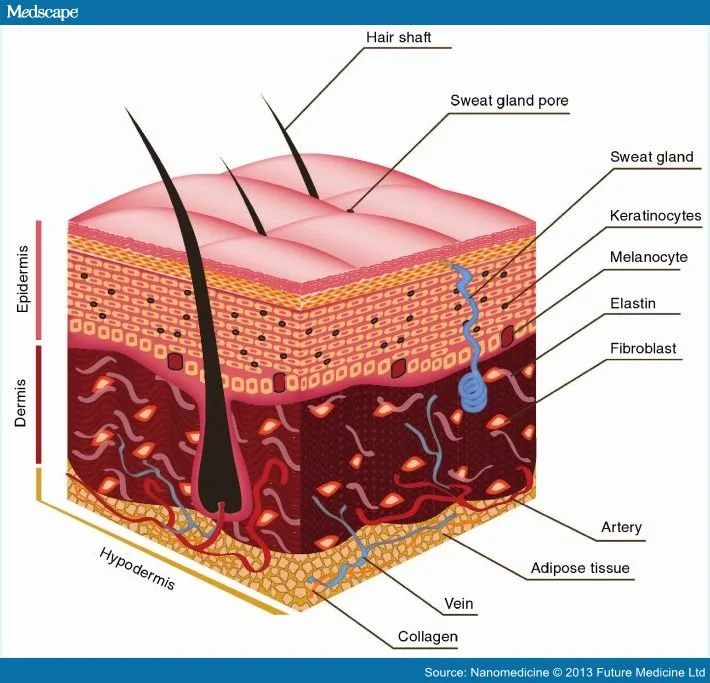 Medscape
Hair shaft
Sweat gland pore
Sweat gland
Keratinocytes
Melanocyte
Elastin
Fibroblast
Epidermis
Dermis
Hypodermis
Artery
Adipose tissue
Vein
Collagen
Source: Nanomedicine © 2013 Future Medicine Ltd